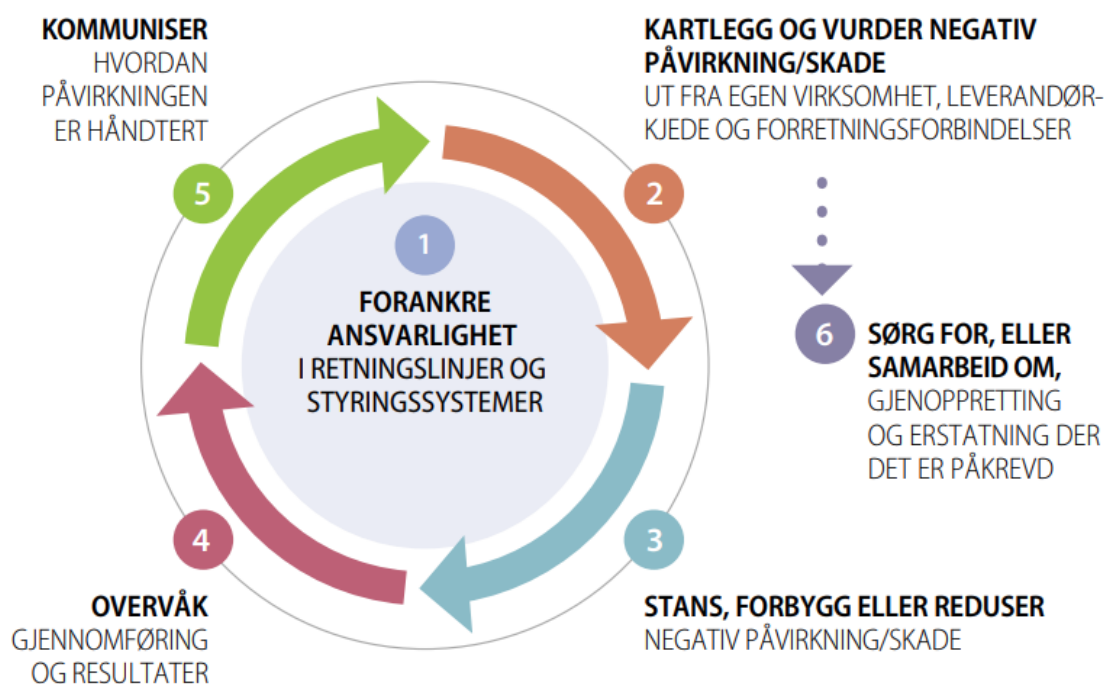 KOMMUNISER
HVORDAN
PÅVIRKNINGEN
ER HÅNDTERT
5
KARTLEGG OG VURDER NEGATIV
PÅVIRKNING/SKADE
UT FRA EGEN VIRKSOMHET, LEVERANDØR-
KJEDE OG FORRETNINGSFORBINDELSER
2
1
FORANKRE
ANSVARLIGHET
I RETNINGSLINJER OG
STYRINGSSYSTEMER
6
SØRG FOR, ELLER
SAMARBEID OM,
GJENOPPRETTING
OG ERSTATNING DER
DET ER PÅKREVD
4
OVERVÅK
GJENNOMFØRING
OG RESULTATER
3
STANS, FORBYGG ELLER REDUSER
NEGATIV PÅVIRKNING/SKADE